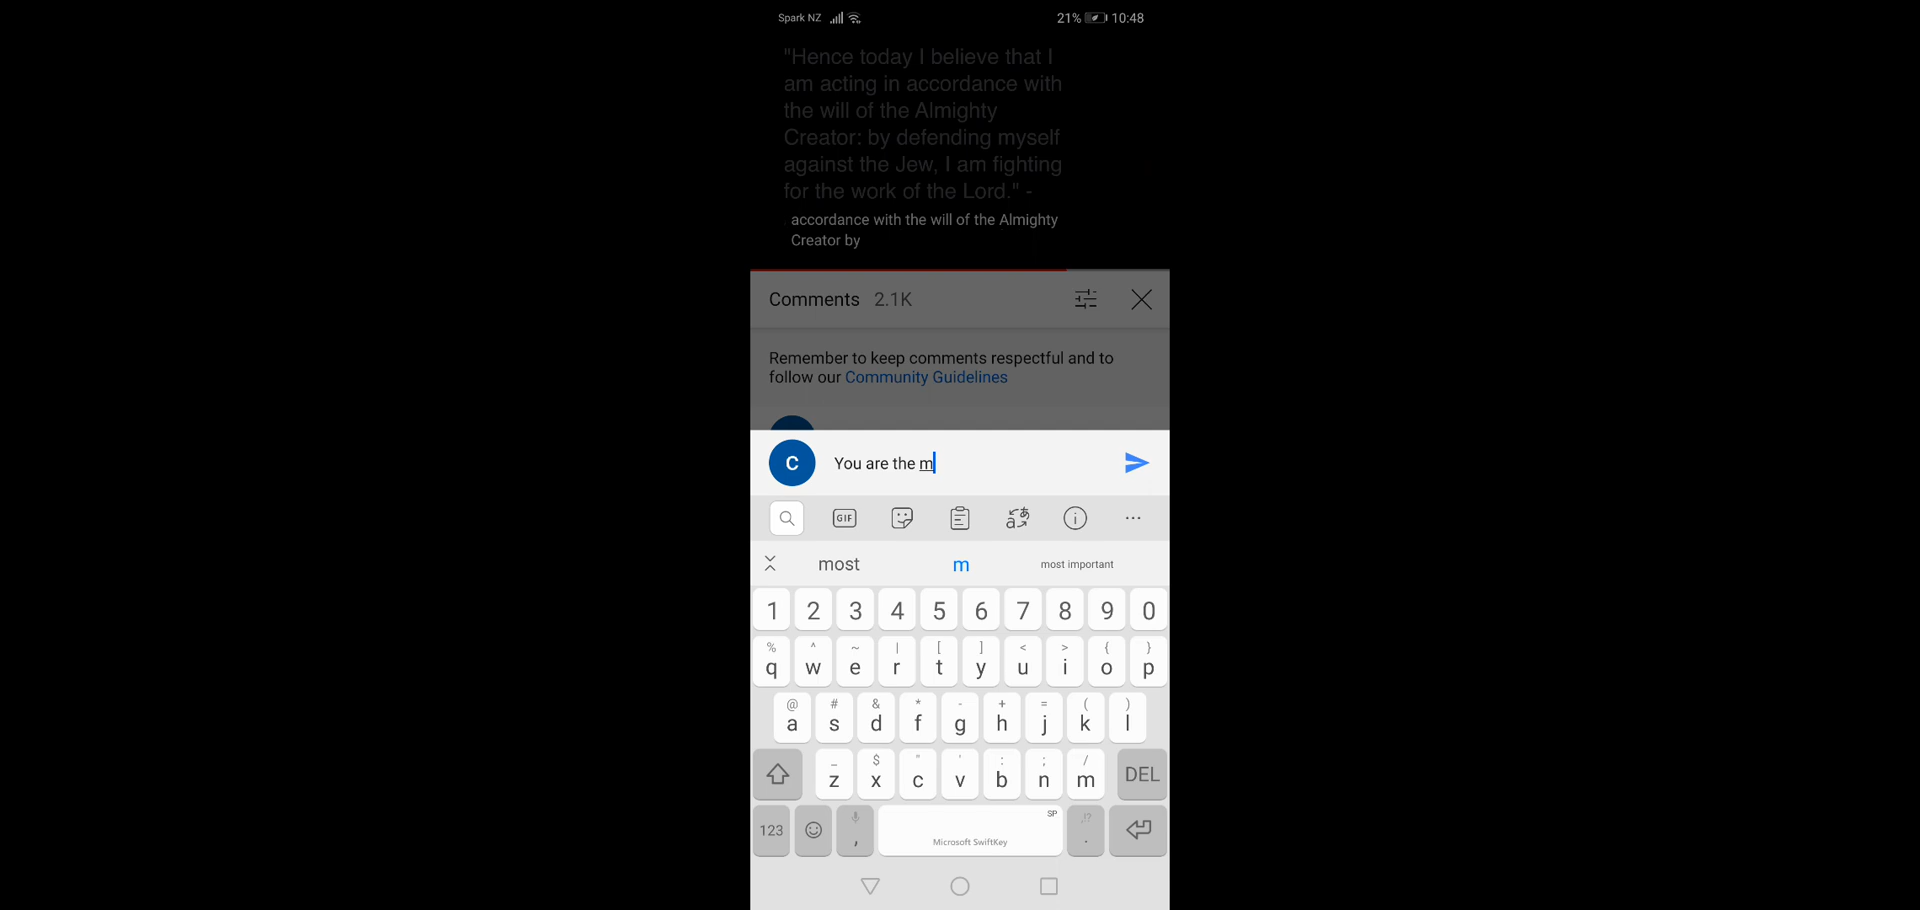 Spark NZ 21% 10:48
"Hence today I believe that I
am acting in accordance with
the will of the Almighty
Creator: by defending myself
against the Jew, I am fighting
for the work of the Lord." -
accordance with the will of the Almighty
Creator by
Comments 2.1K
Remember to keep comments respectful and to
follow our Community Guidelines
C You are the m
GIF aあ i ...
most m most important
1 2 3 4 5 6 7 8 9 0
% ^ ~ | [ ] < > { }
q w e r t y u i o p
@ # & * - + = ( )
a s d f g h j k l
_ $ " ' : ; /
z x c v b n m DEL
SP ,!?
123 , Microsoft SwiftKey .